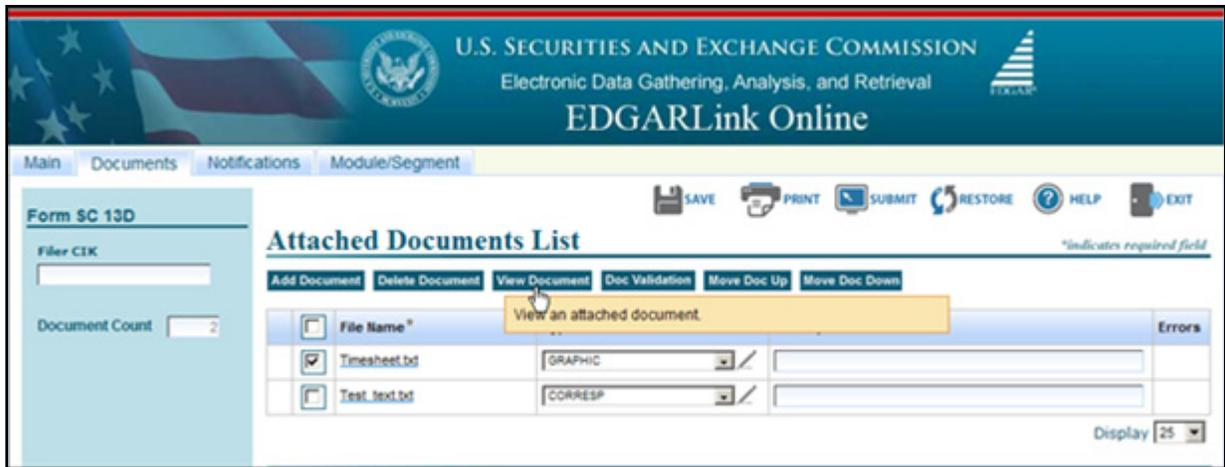 U.S. SECURITIES AND EXCHANGE COMMISSION
Electronic Data Gathering, Analysis, and Retrieval
EDGAR
EDGARLink Online
Main Documents Notifications Module/Segment
SAVE PRINT SUBMIT RESTORE HELP EXIT
Form SC 13D
Attached Documents List
*indicates required field
Filer CIK
Add Document Delete Document View Document Doc Validation Move Doc Up Move Doc Down
View an attached document.
Document Count 2
File Name* Errors
Timesheet.txt GRAPHIC
Test_text.txt CORRESP
Display 25